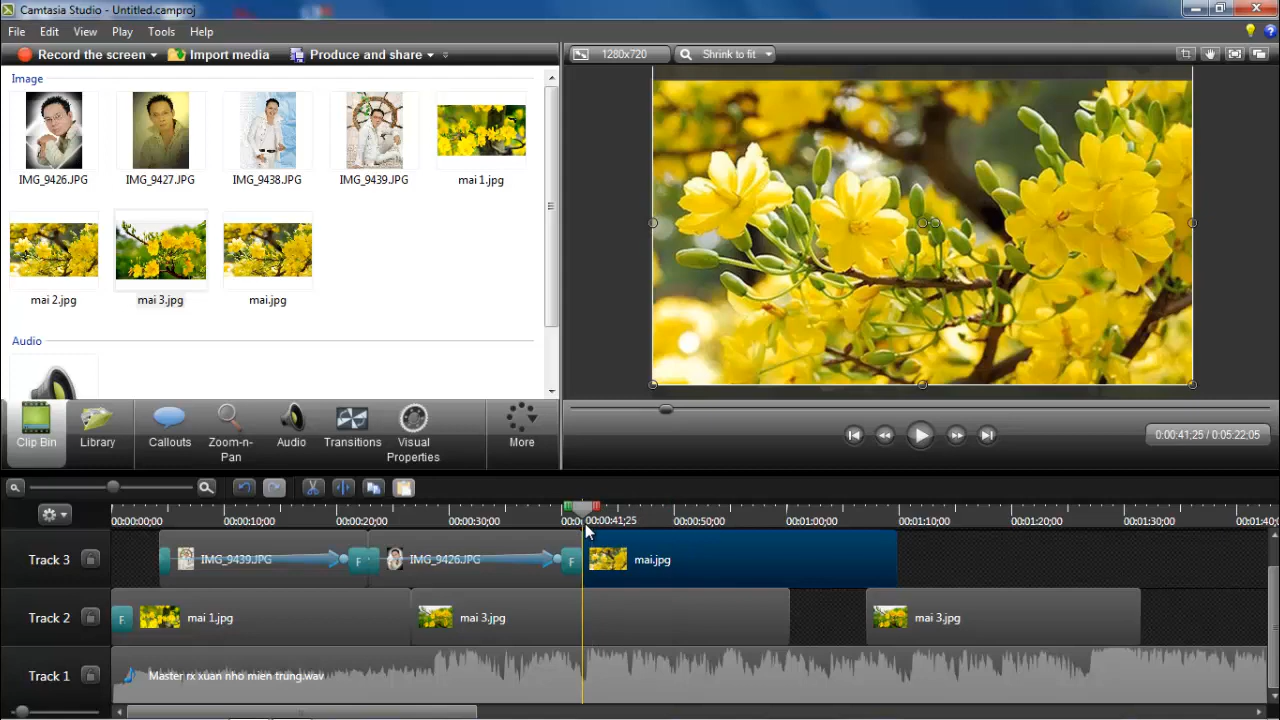 Camtasia Studio - Untitled.camproj
File Edit View Play Tools Help
Record the screen Import media Produce and share
1280x720 Shrink to fit
Image
IMG_9426.JPG IMG_9427.JPG IMG_9438.JPG IMG_9439.JPG mai 1.jpg
mai 2.jpg mai 3.jpg mai.jpg
Audio
Clip Bin Library Callouts Zoom-n-Pan Audio Transitions Visual Properties More
0:00:41;25 / 0:05:22;05
00:00:00;00 00:00:10;00 00:00:20;00 00:00:30;00 00:00:41;25 00:00:50;00 00:01:00;00 00:01:10;00 00:01:20;00 00:01:30;00 00:01:40
Track 3 IMG_9439.JPG F IMG_9426.JPG F mai.jpg
Track 2 F mai 1.jpg mai 3.jpg mai 3.jpg
Track 1 Master rx xuan nho mien trung.wav